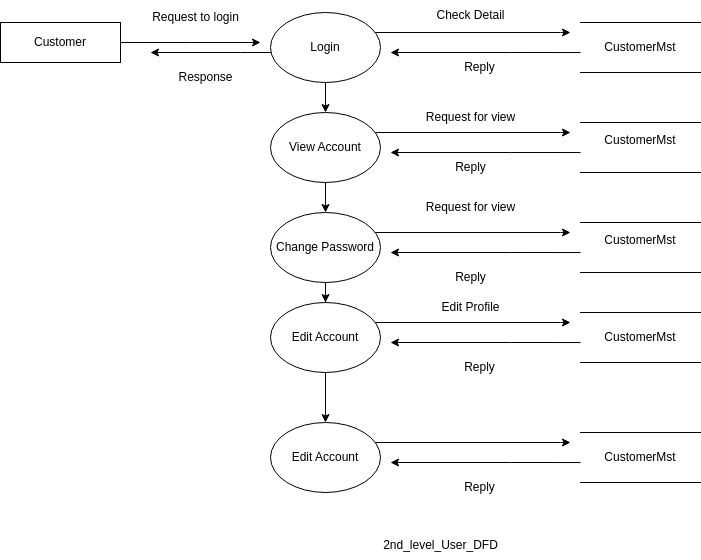 Request to login
Check Detail
Customer
Login
CustomerMst
Response
Reply
Request for view
View Account
CustomerMst
Reply
Request for view
Change Password
CustomerMst
Reply
Edit Profile
Edit Account
CustomerMst
Reply
Edit Account
CustomerMst
Reply
2nd_level_User_DFD